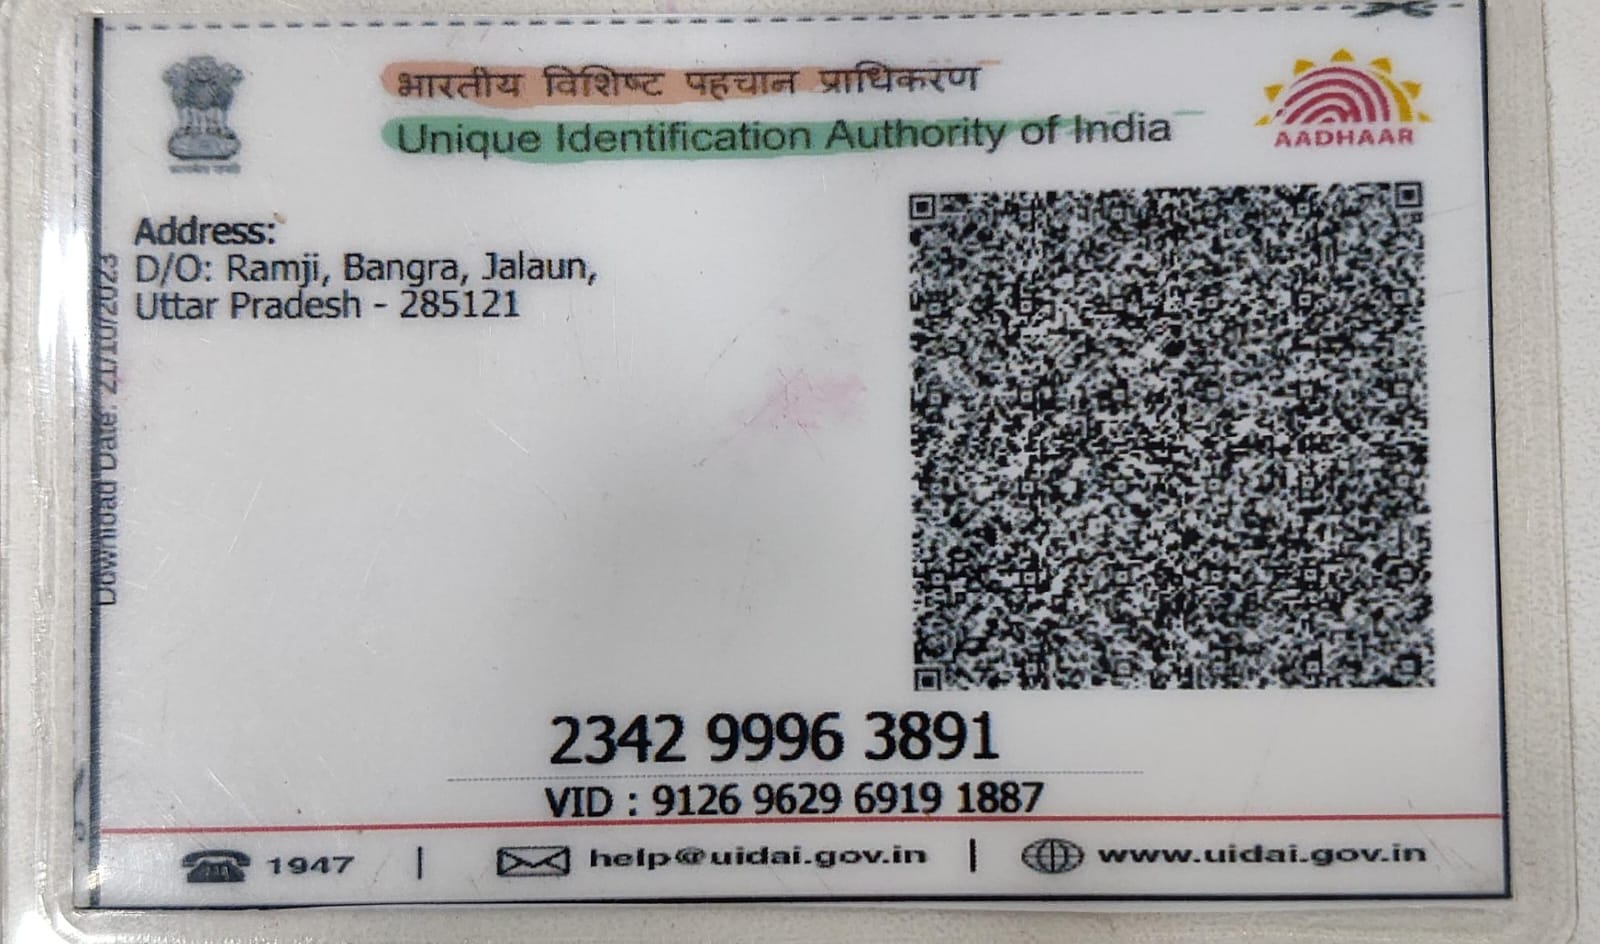 भारतीय विशिष्ट पहचान प्राधिकरण
Unique Identification Authority of India
AADHAAR
Address:
D/O: Ramji, Bangra, Jalaun,
Uttar Pradesh - 285121
Download Date: 21/10/2023
2342 9996 3891
VID : 9126 9629 6919 1887
1947 | help@uidai.gov.in | www.uidai.gov.in